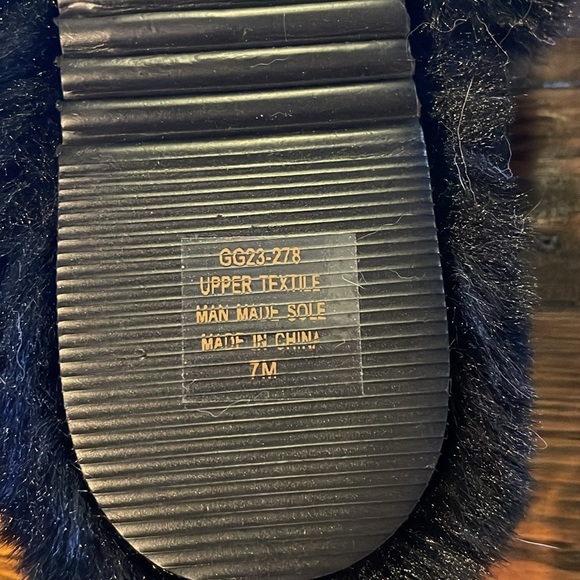 GG23-278
UPPER TEXTILE
MAN MADE SOLE
MADE IN CHINA
7M